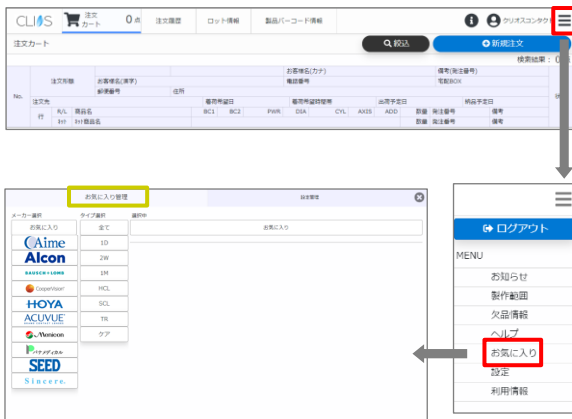 CLIOS
注文
カート
0 点
注文履歴
ロット情報
製品バーコード情報
クリオスコンタクト
注文カート
絞込
新規注文
検索結果： 0
お客様名(カナ)
備考(発注番号)
注文形態
お客様名(漢字)
電話番号
宅配BOX
郵便番号
住所
No.
注文先
着荷希望日
着荷希望時間帯
出荷予定日
納品予定日
行
R/L
商品名
BC1
BC2
PWR
DIA
CYL
AXIS
ADD
数量
発注番号
備考
ｾｯﾄ
ｾｯﾄ商品名
数量
発注番号
備考
ログアウト
MENU
お知らせ
製作範囲
欠品情報
ヘルプ
お気に入り
設定
利用情報
お気に入り管理
設定管理
メーカー選択
タイプ選択
選択中
お気に入り
全て
お気に入り
Aime
1D
Alcon
2W
BAUSCH+LOMB
1M
CooperVision
HCL
HOYA
SCL
ACUVUE
TR
Menicon
ケア
SEED
Sincere.